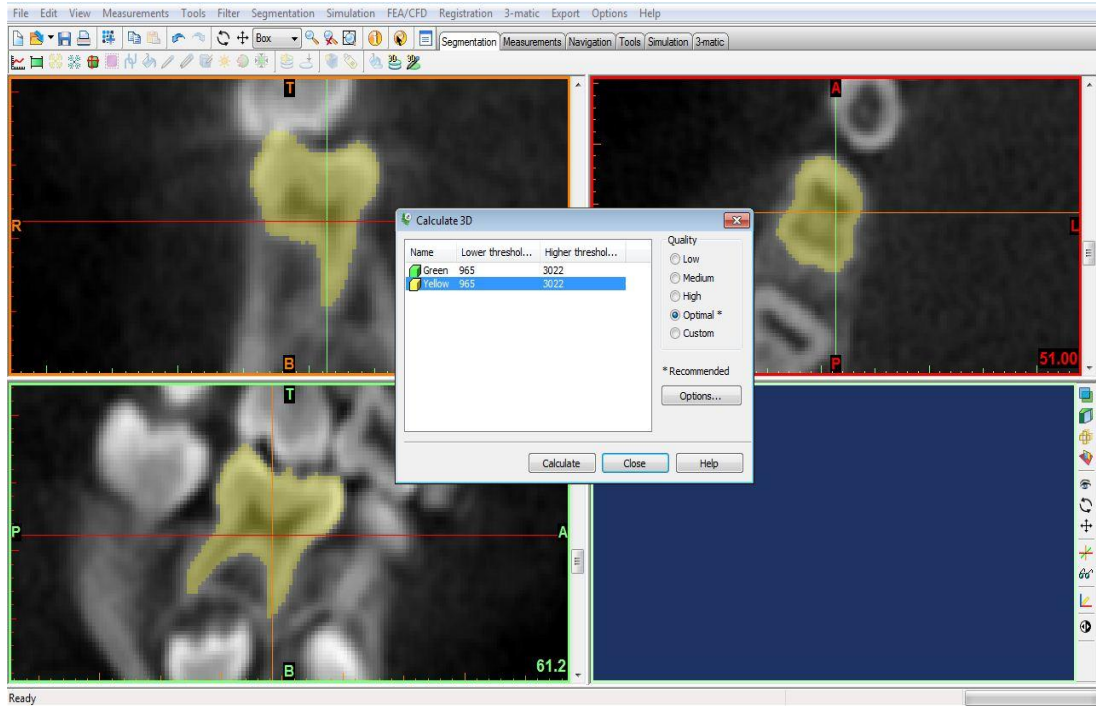 File Edit View Measurements Tools Filter Segmentation Simulation FEA/CFD Registration 3-matic Export Options Help
Box
Segmentation Measurements Navigation Tools Simulation 3-matic
T
R
B
A
L
P
51.00
T
P
A
B
61.2
Calculate 3D
Name Lower threshol... Higher threshol...
Green 965 3022
Yellow 965 3022
Quality
Low
Medium
High
Optimal *
Custom
* Recommended
Options...
Calculate Close Help
Ready